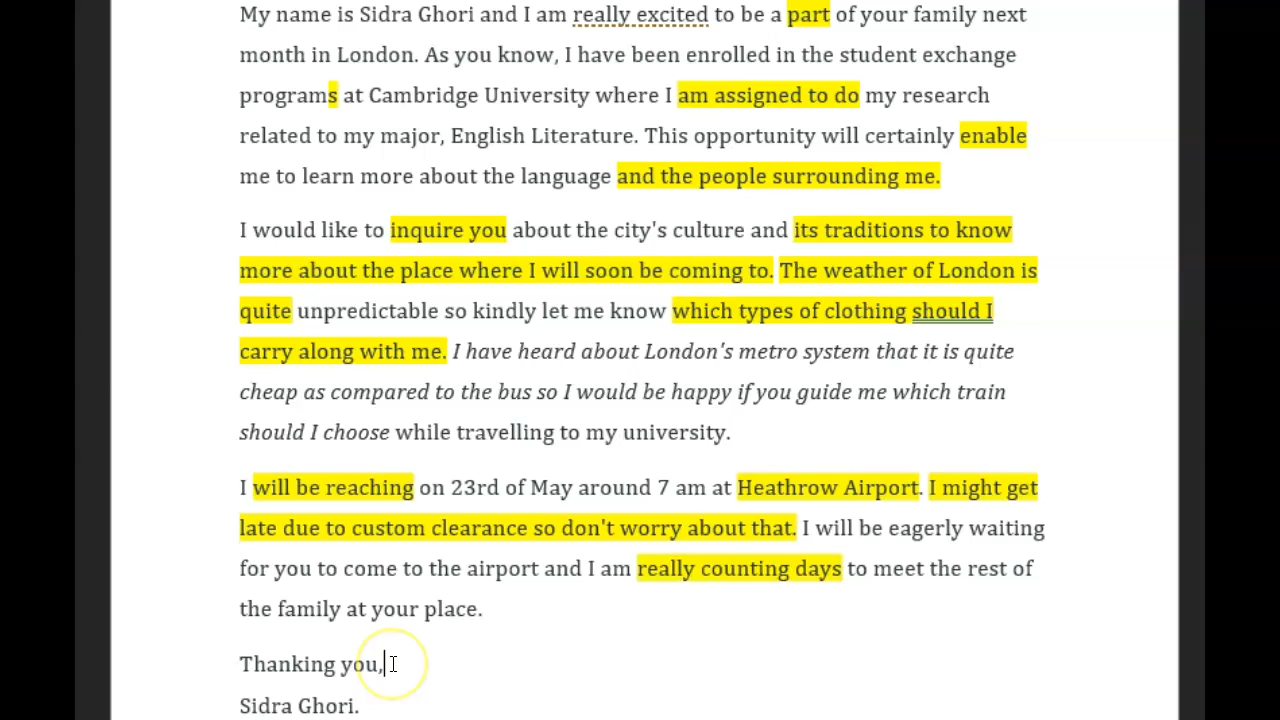 My name is Sidra Ghori and I am really excited to be a part of your family next
month in London. As you know, I have been enrolled in the student exchange
programs at Cambridge University where I am assigned to do my research
related to my major, English Literature. This opportunity will certainly enable
me to learn more about the language and the people surrounding me.
I would like to inquire you about the city's culture and its traditions to know
more about the place where I will soon be coming to. The weather of London is
quite unpredictable so kindly let me know which types of clothing should I
carry along with me. I have heard about London's metro system that it is quite
cheap as compared to the bus so I would be happy if you guide me which train
should I choose while travelling to my university.
I will be reaching on 23rd of May around 7 am at Heathrow Airport. I might get
late due to custom clearance so don't worry about that. I will be eagerly waiting
for you to come to the airport and I am really counting days to meet the rest of
the family at your place.
Thanking you,
Sidra Ghori.